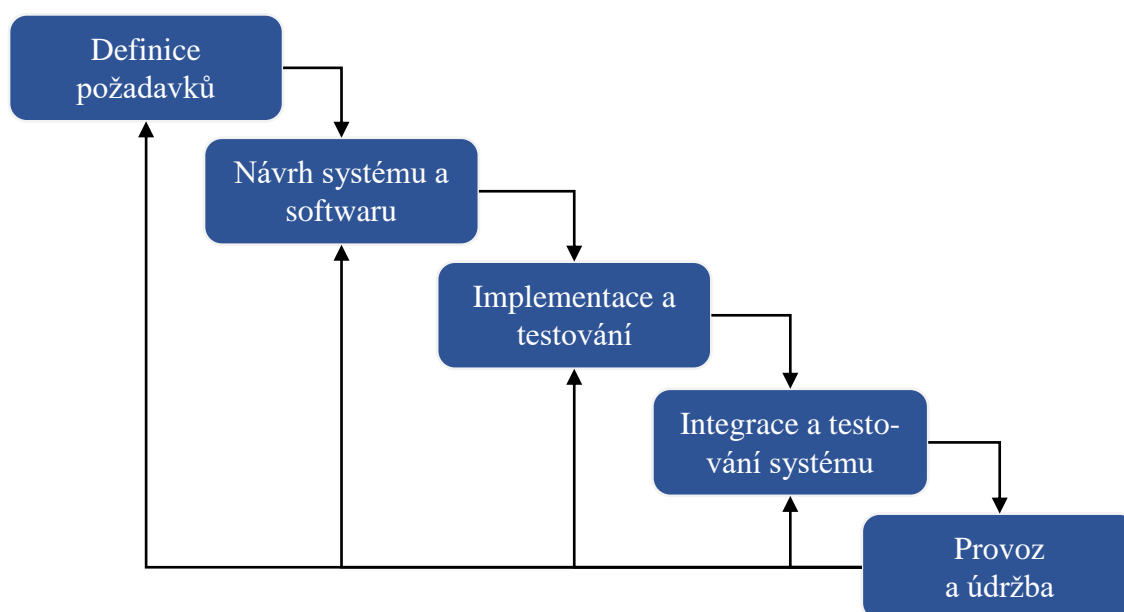 Definice
požadavků
Návrh systému a
softwaru
Implementace a
testování
Integrace a testo-
vání systému
Provoz
a údržba